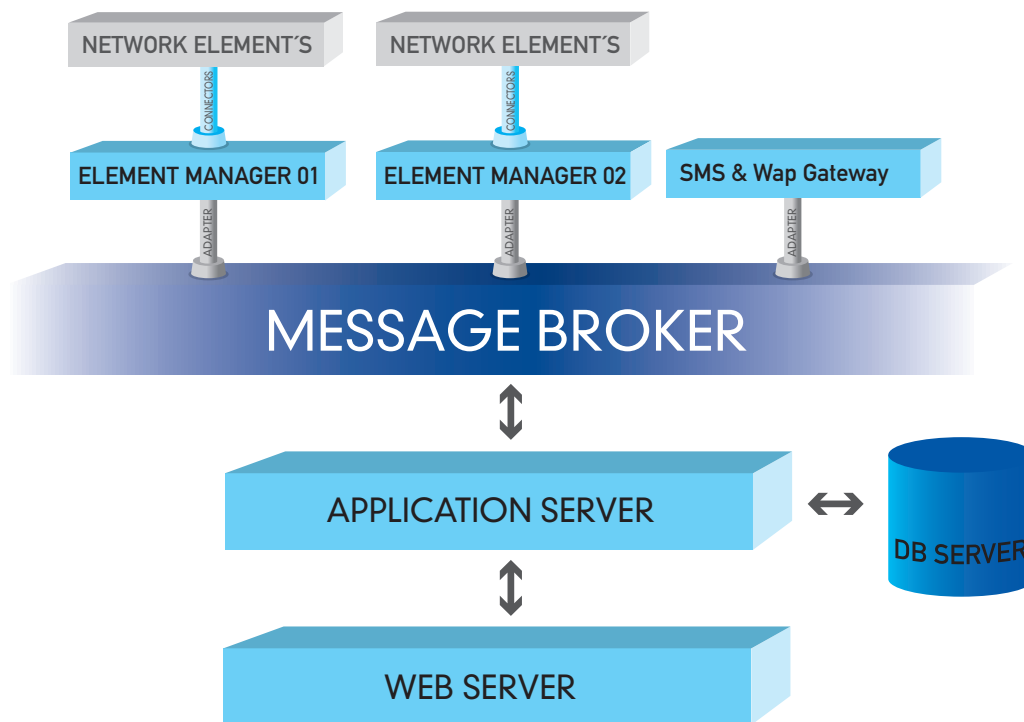 NETWORK ELEMENT´S
NETWORK ELEMENT´S
CONNECTORS
CONNECTORS
ELEMENT MANAGER 01
ELEMENT MANAGER 02
SMS & Wap Gateway
ADAPTER
ADAPTER
ADAPTER
MESSAGE BROKER
APPLICATION SERVER
DB SERVER
WEB SERVER